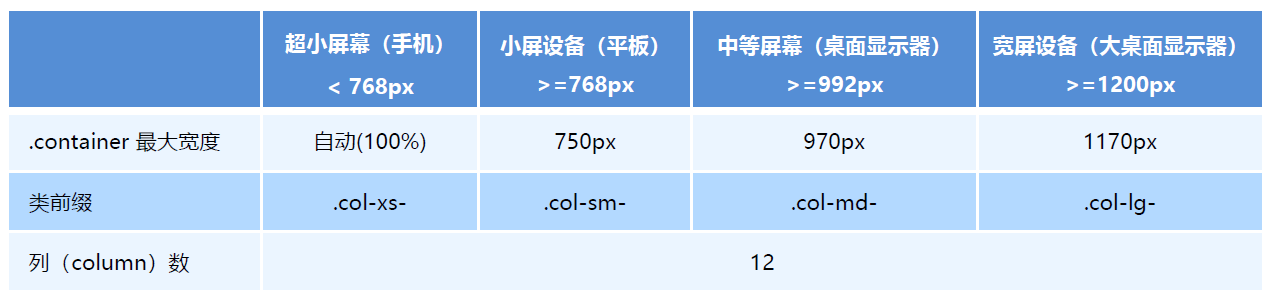 超小屏幕（手机） 小屏设备（平板） 中等屏幕（桌面显示器） 宽屏设备（大桌面显示器）
< 768px >=768px >=992px >=1200px
.container 最大宽度 自动(100%) 750px 970px 1170px
类前缀 .col-xs- .col-sm- .col-md- .col-lg-
列（column）数 12